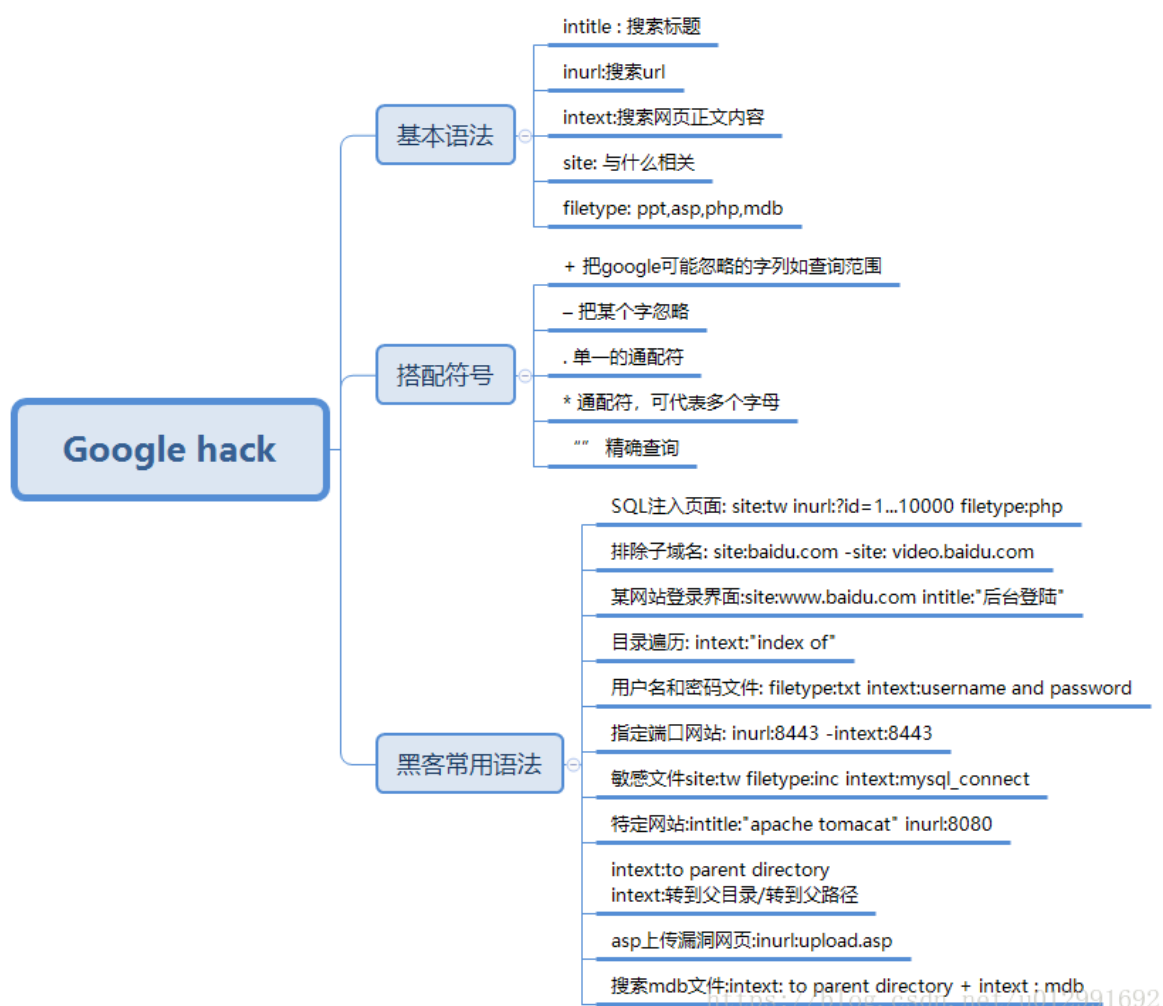 Google hack
基本语法
intitle : 搜索标题
inurl:搜索url
intext:搜索网页正文内容
site: 与什么相关
filetype: ppt,asp,php,mdb
搭配符号
+ 把google可能忽略的字列如查询范围
– 把某个字忽略
. 单一的通配符
* 通配符，可代表多个字母
“” 精确查询
黑客常用语法
SQL注入页面: site:tw inurl:?id=1...10000 filetype:php
排除子域名: site:baidu.com -site: video.baidu.com
某网站登录界面:site:www.baidu.com intitle:"后台登陆"
目录遍历: intext:"index of"
用户名和密码文件: filetype:txt intext:username and password
指定端口网站: inurl:8443 -intext:8443
敏感文件site:tw filetype:inc intext:mysql_connect
特定网站:intitle:"apache tomacat" inurl:8080
intext:to parent directory
intext:转到父目录/转到父路径
asp上传漏洞网页:inurl:upload.asp
搜索mdb文件:intext: to parent directory + intext : mdb
https://blog.csdn.net/u012991692